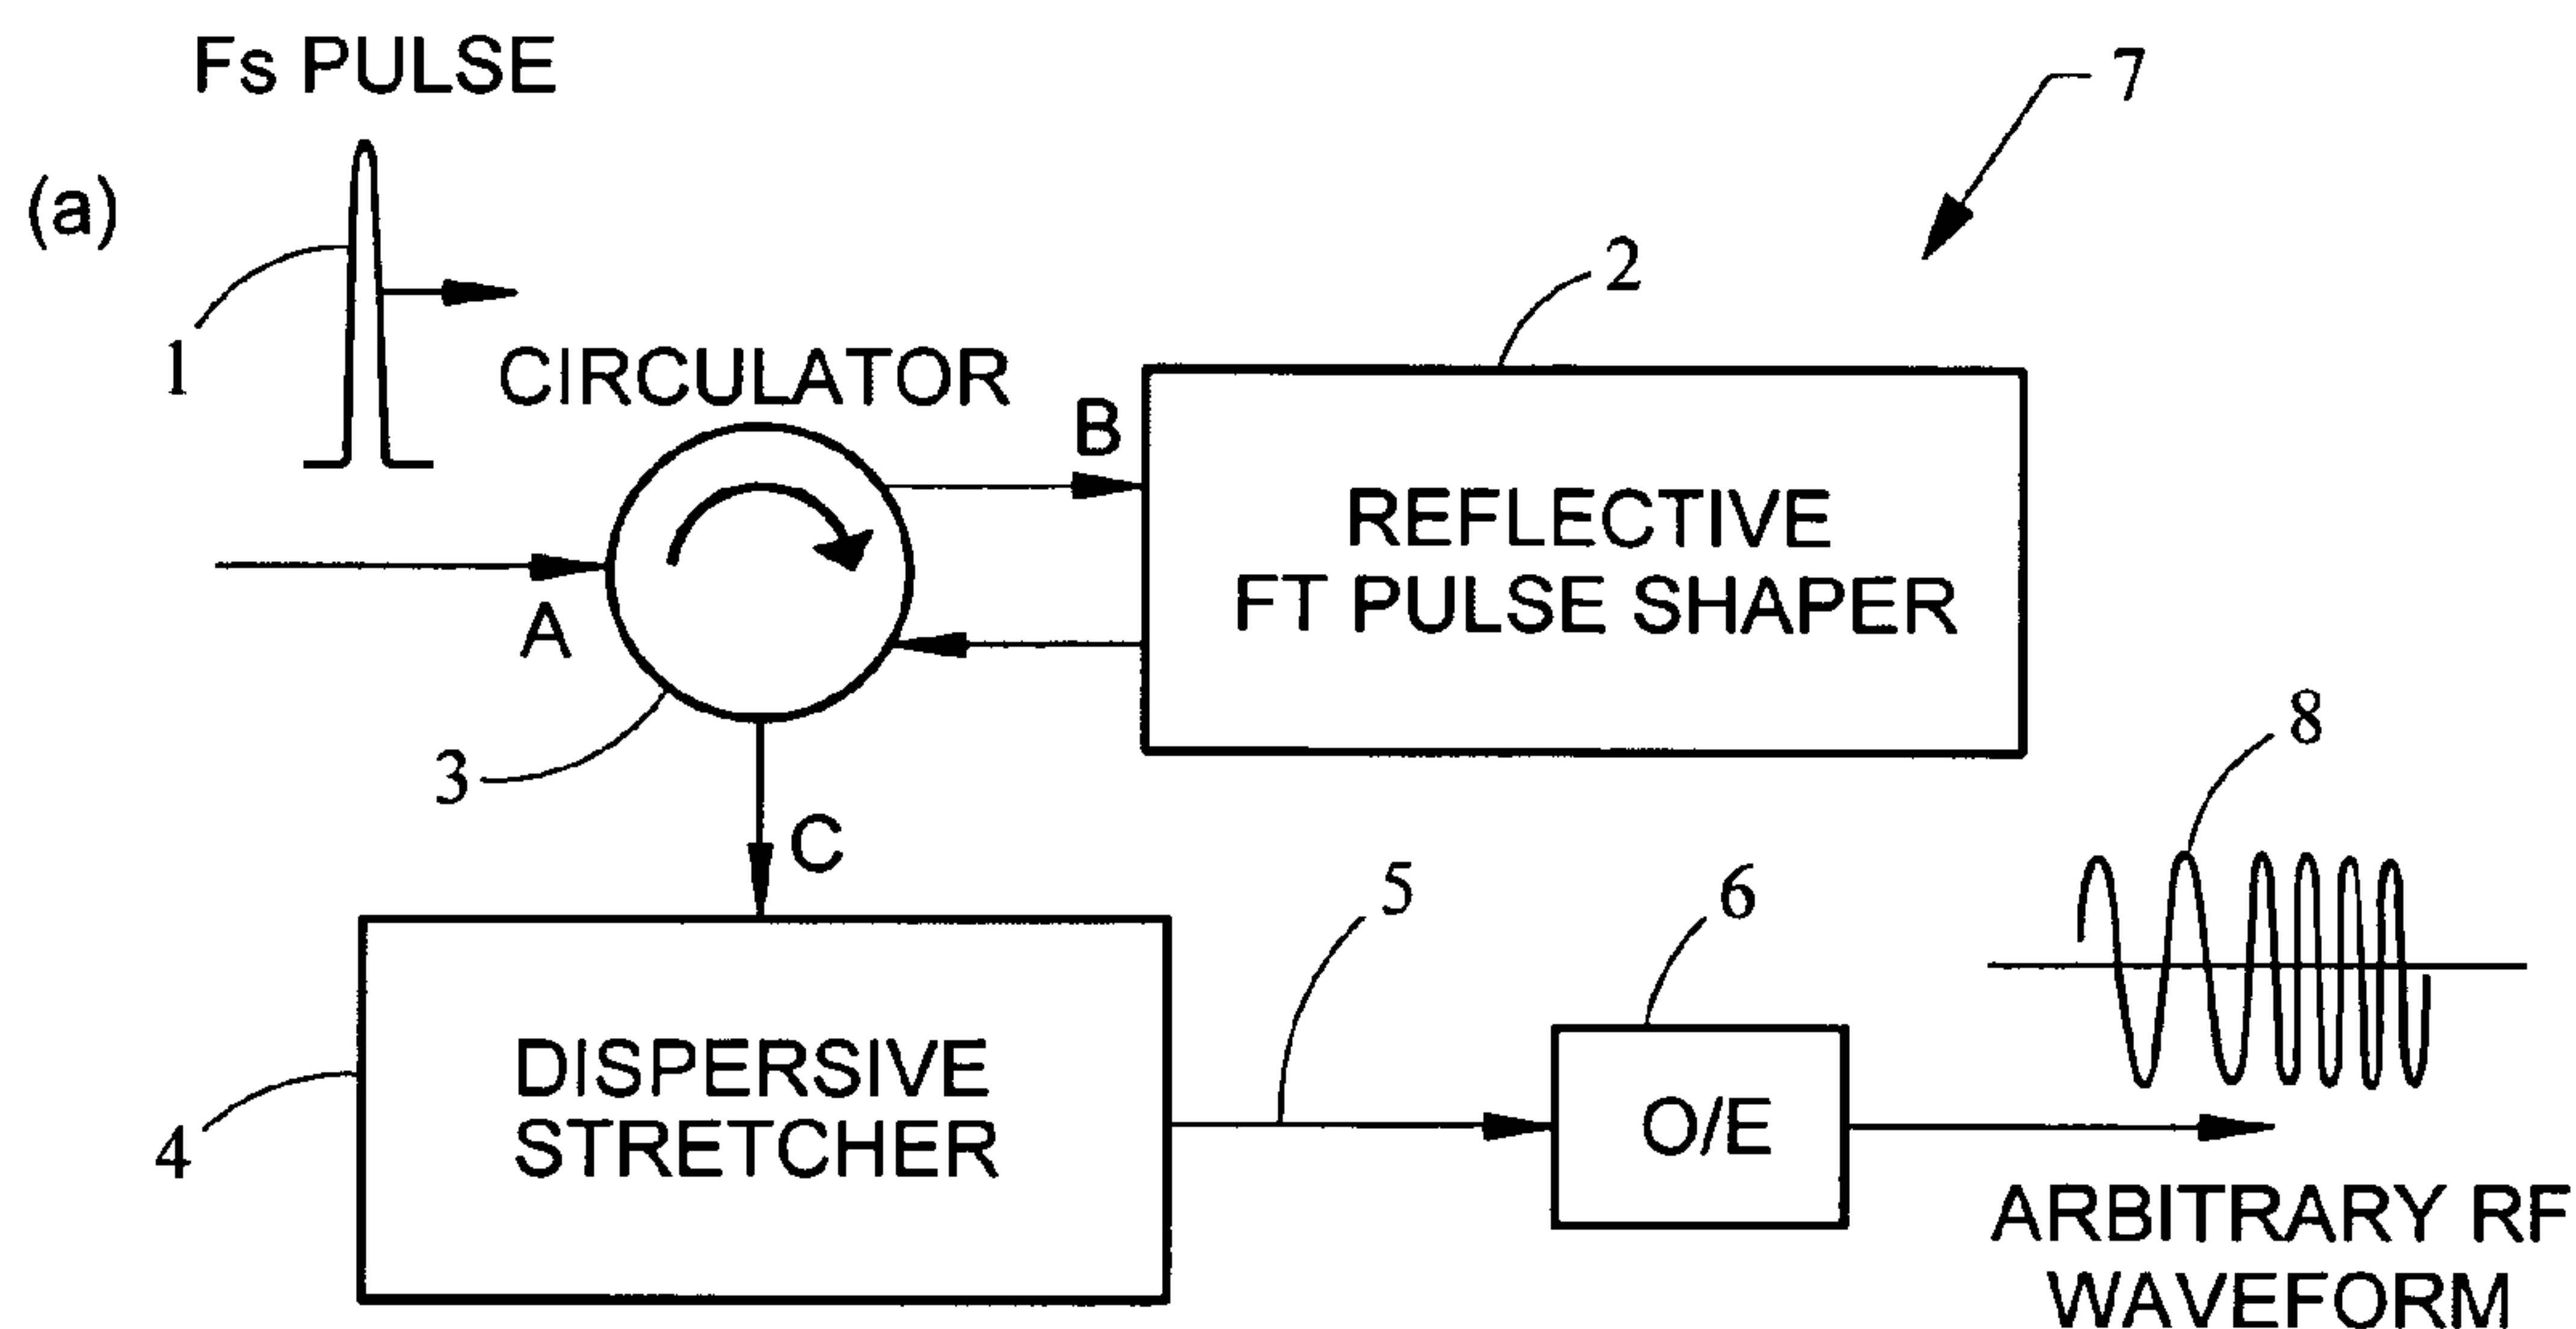 Fs PULSE
7
(a)
2
1
CIRCULATOR
B
REFLECTIVE
FT PULSE SHAPER
A
8
3
C
5
6
DISPERSIVE
STRETCHER
O/E
4
ARBITRARY RF
WAVEFORM